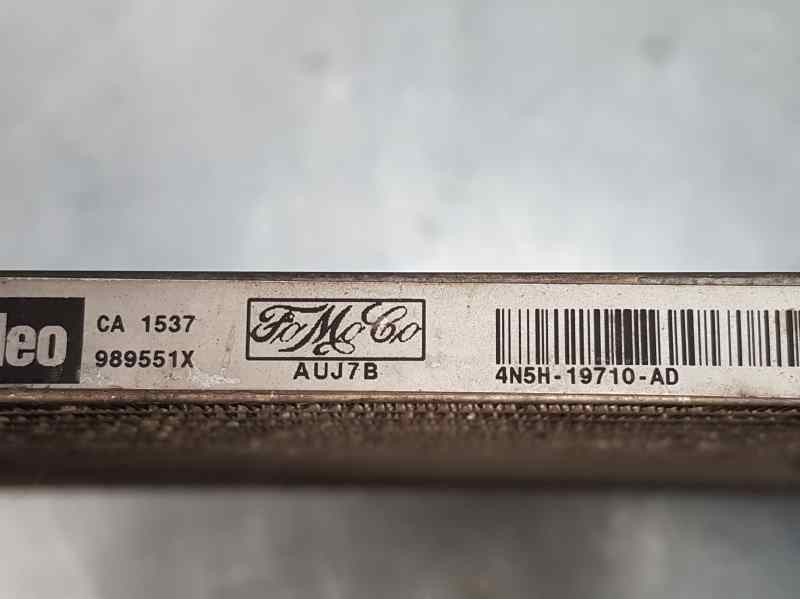 leo
CA 1537
989551X
FoMoCo
AUJ7B
4N5H-19710-AD